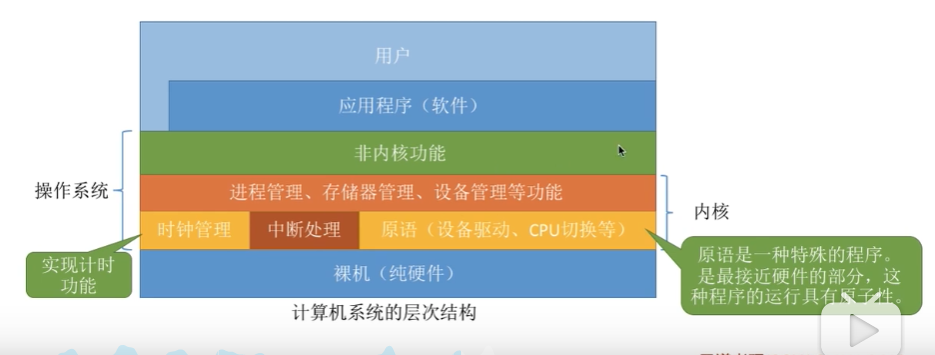 用户
应用程序（软件）
非内核功能
操作系统
进程管理、存储器管理、设备管理等功能
内核
时钟管理
中断处理
原语（设备驱动、CPU切换等）
实现计时
功能
裸机（纯硬件）
原语是一种特殊的程序。
是最接近硬件的部分，这
种程序的运行具有原子性。
计算机系统的层次结构